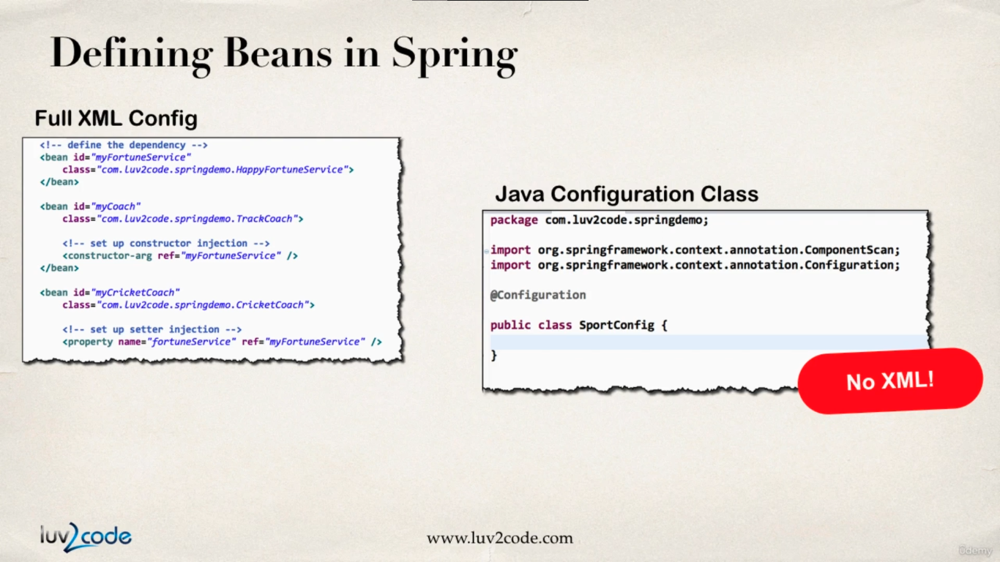 Defining Beans in Spring
Full XML Config
<!-- define the dependency -->
<bean id="myFortuneService"
class="com.luv2code.springdemo.HappyFortuneService">
</bean>
<bean id="myCoach"
class="com.luv2code.springdemo.TrackCoach">
<!-- set up constructor injection -->
<constructor-arg ref="myFortuneService" />
</bean>
<bean id="myCricketCoach"
class="com.luv2code.springdemo.CricketCoach">
<!-- set up setter injection -->
<property name="fortuneService" ref="myFortuneService" />
Java Configuration Class
package com.luv2code.springdemo;
import org.springframework.context.annotation.ComponentScan;
import org.springframework.context.annotation.Configuration;
@Configuration
public class SportConfig {
}
No XML!
luv2code
www.luv2code.com
ûdemy